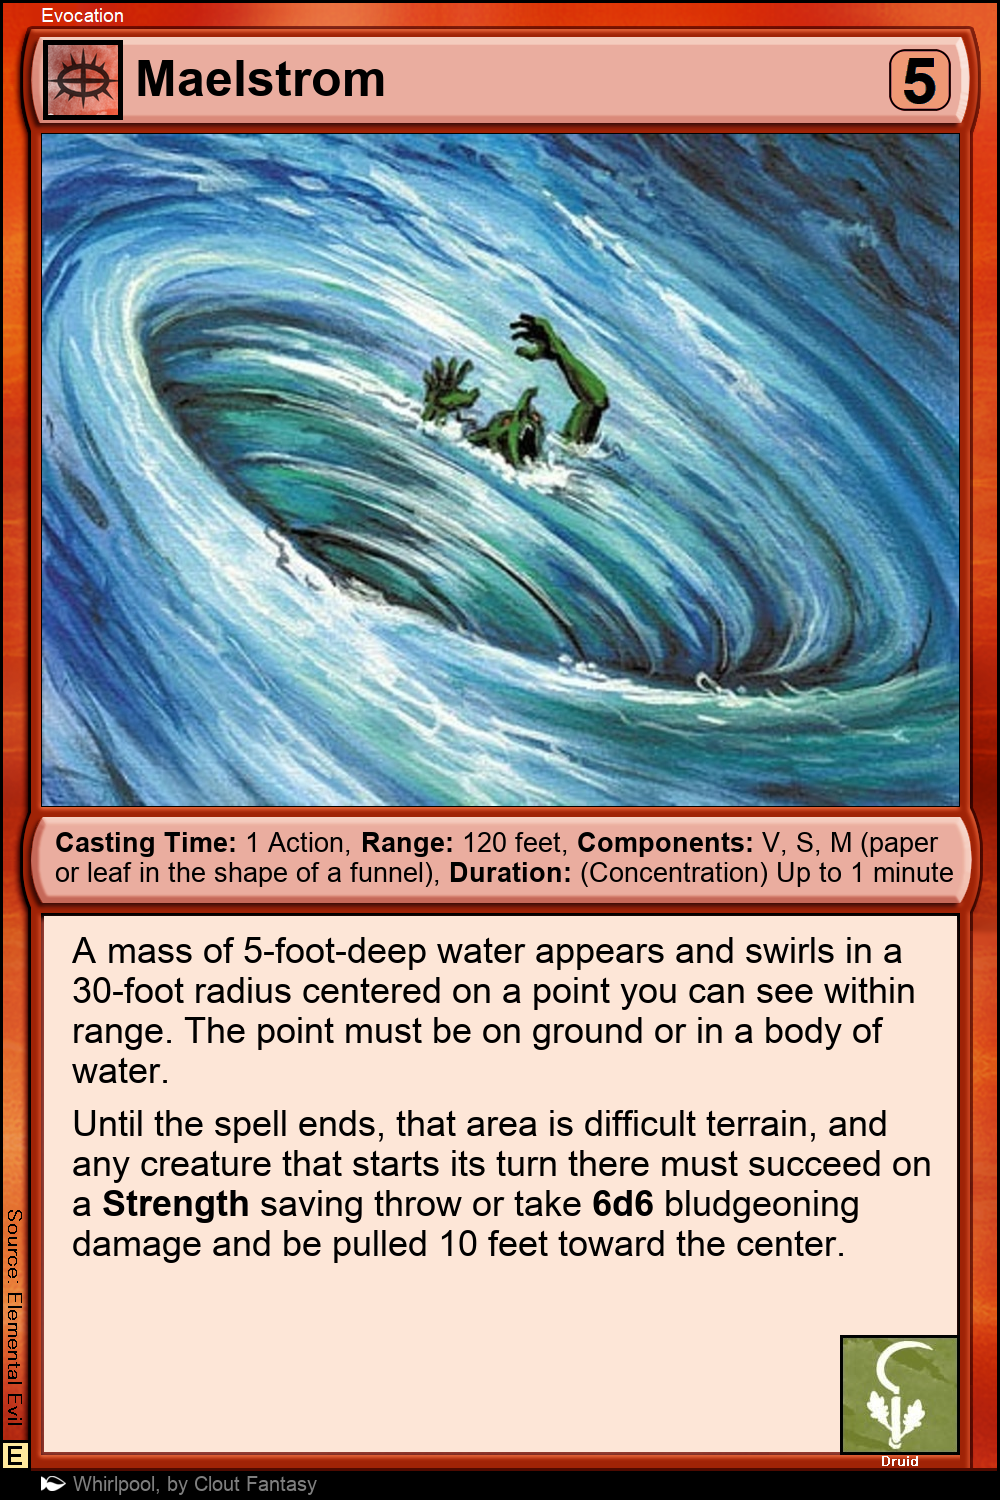 Evocation
Maelstrom
5
Casting Time: 1 Action, Range: 120 feet, Components: V, S, M (paper
or leaf in the shape of a funnel), Duration: (Concentration) Up to 1 minute
A mass of 5-foot-deep water appears and swirls in a
30-foot radius centered on a point you can see within
range. The point must be on ground or in a body of
water.
Until the spell ends, that area is difficult terrain, and
any creature that starts its turn there must succeed on
a Strength saving throw or take 6d6 bludgeoning
damage and be pulled 10 feet toward the center.
Source: Elemental Evil
E
Druid
Whirlpool, by Clout Fantasy